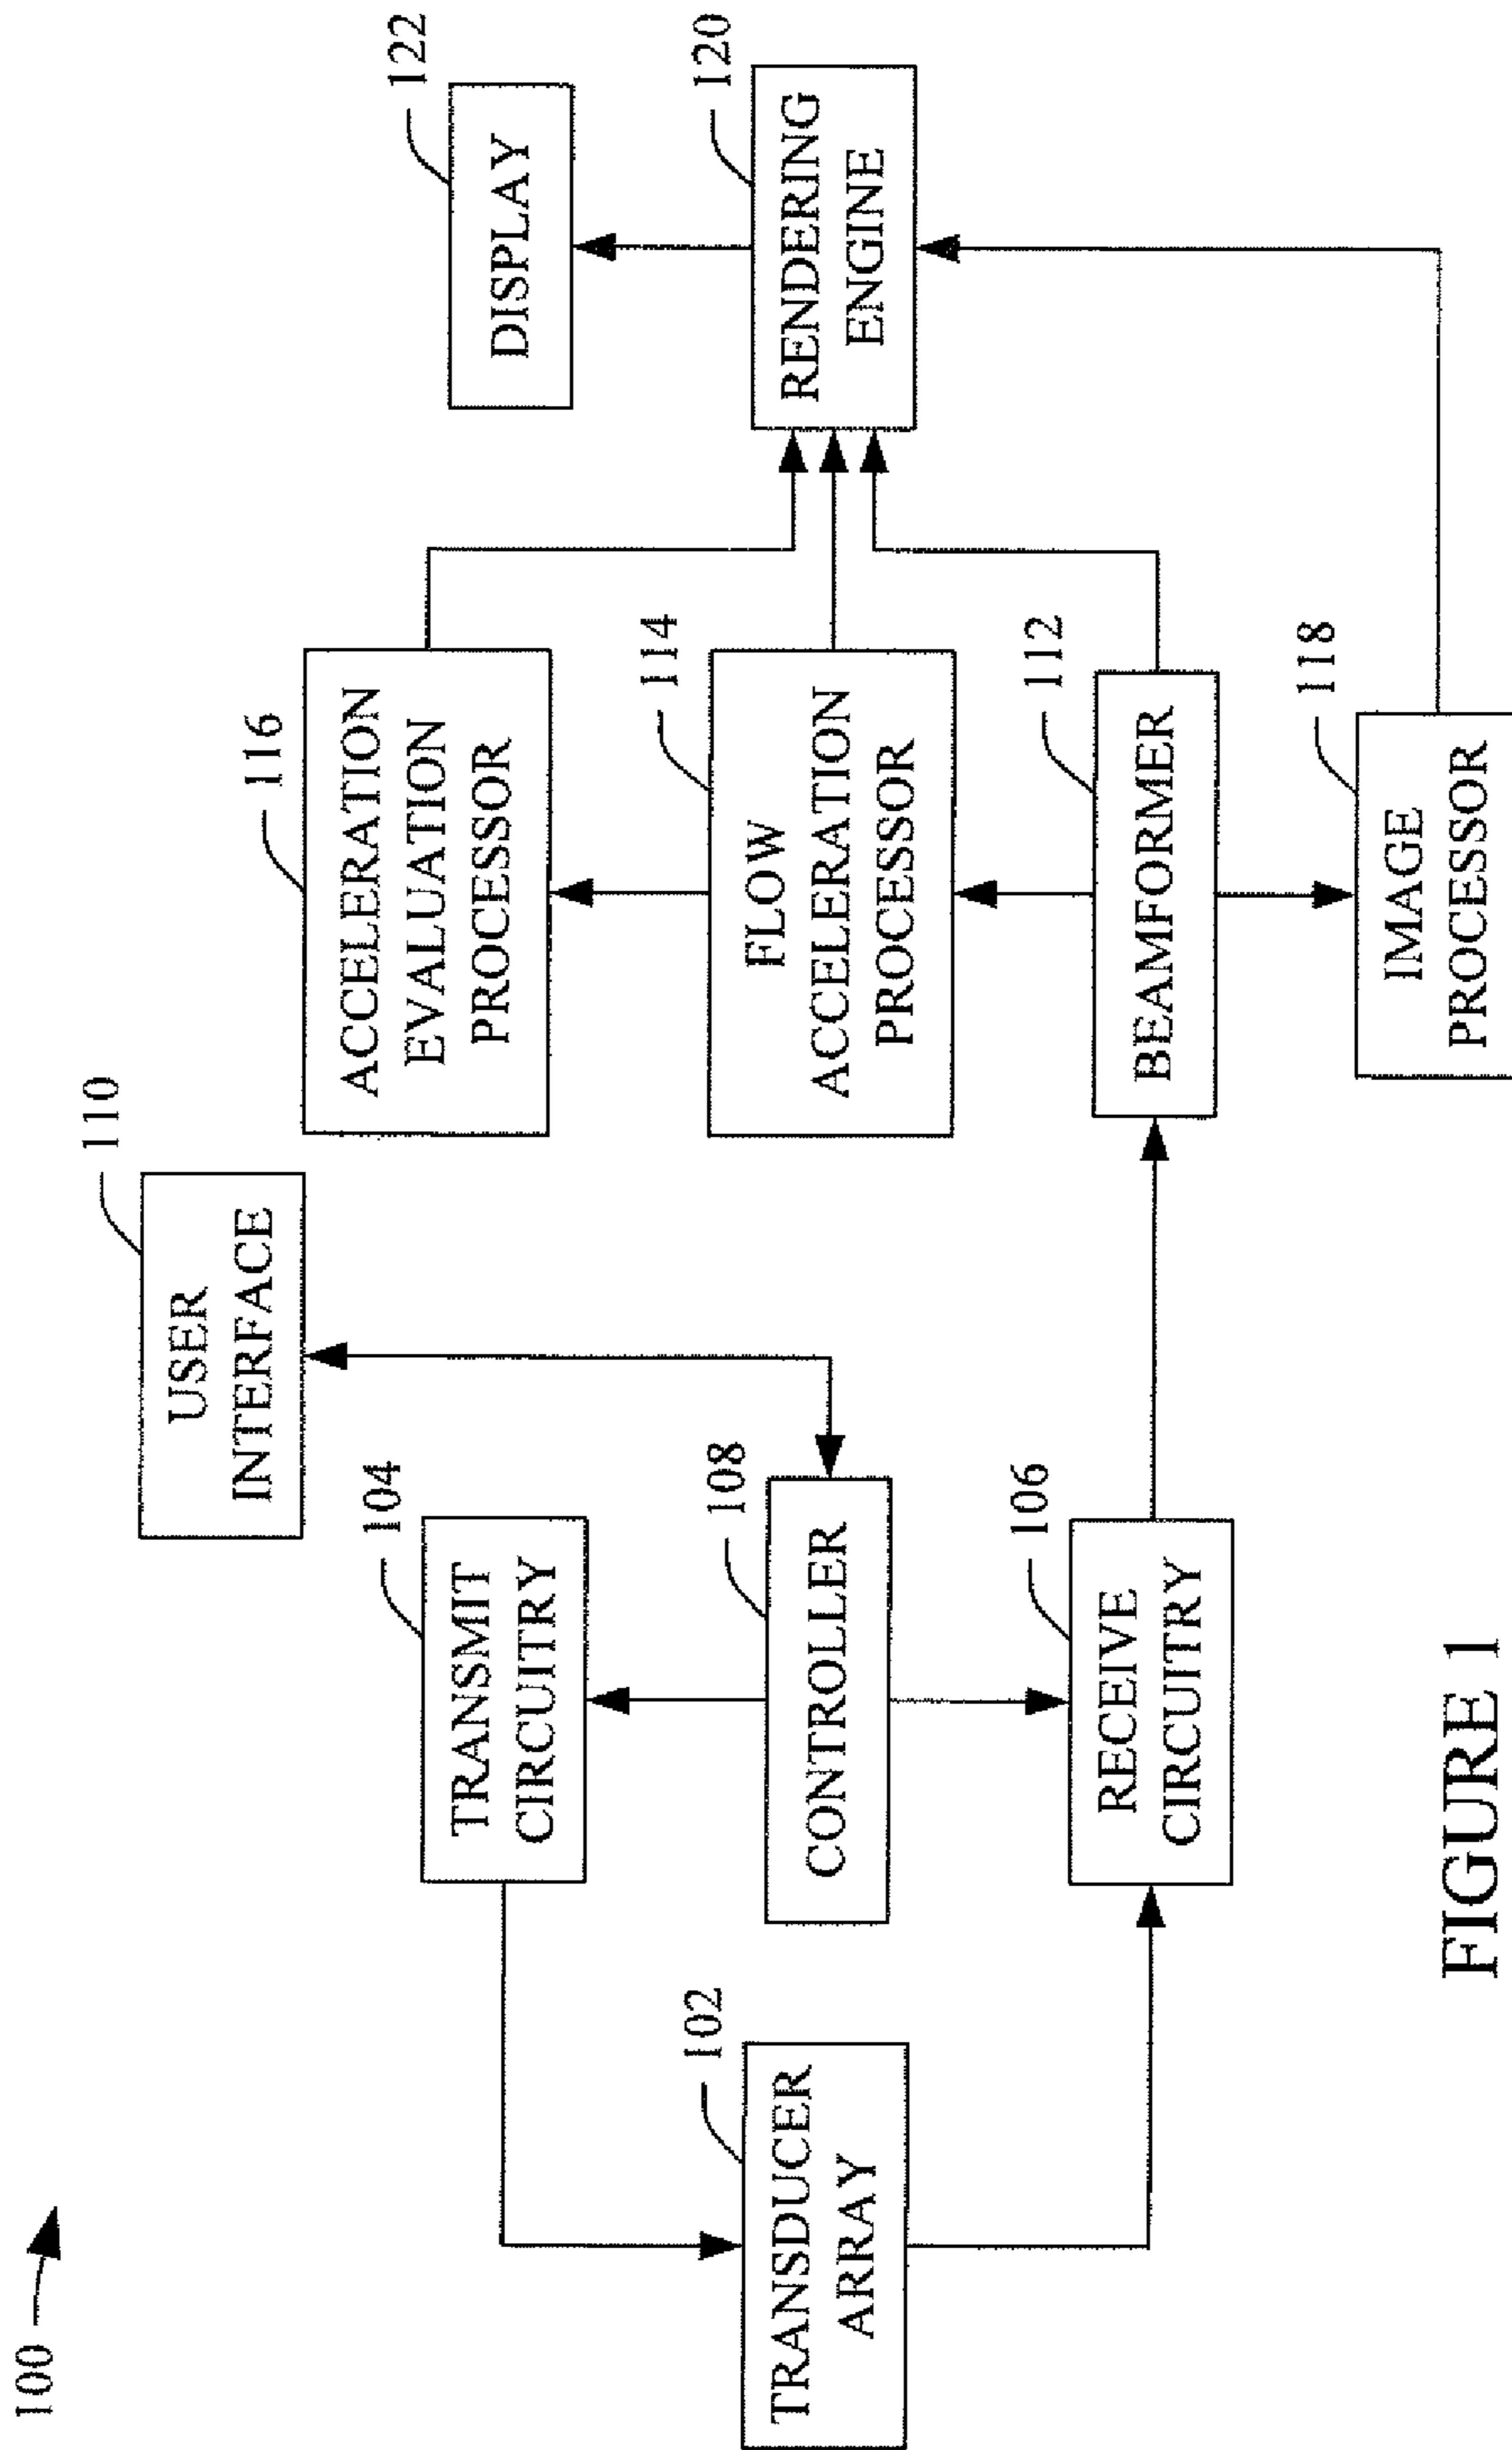 100
110
USER
INTERFACE
116
ACCELERATION
EVALUATION
PROCESSOR
122
DISPLAY
104
TRANSMIT
CIRCUITRY
102
TRANSDUCER
ARRAY
108
CONTROLLER
114
FLOW
ACCELERATION
PROCESSOR
120
RENDERING
ENGINE
106
RECEIVE
CIRCUITRY
112
BEAMFORMER
118
IMAGE
PROCESSOR
FIGURE 1